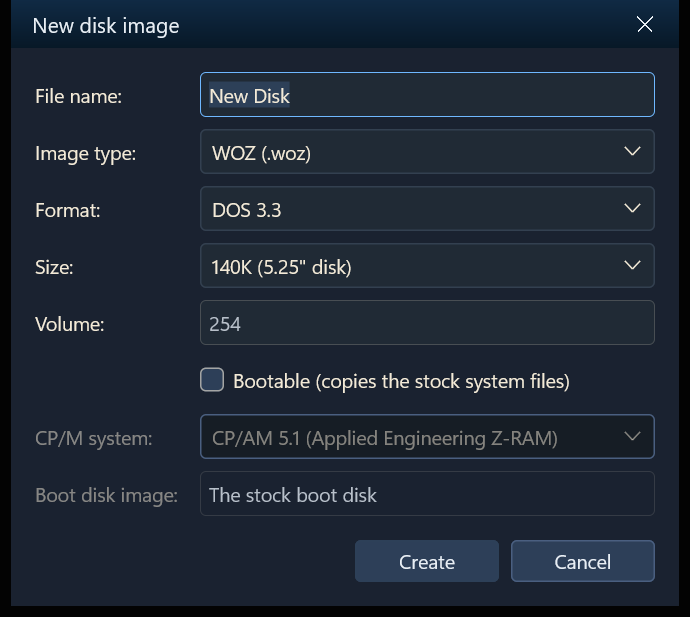 New disk image
File name: New Disk
Image type: WOZ (.woz)
Format: DOS 3.3
Size: 140K (5.25" disk)
Volume: 254
Bootable (copies the stock system files)
CP/M system: CP/AM 5.1 (Applied Engineering Z-RAM)
Boot disk image: The stock boot disk
Create Cancel